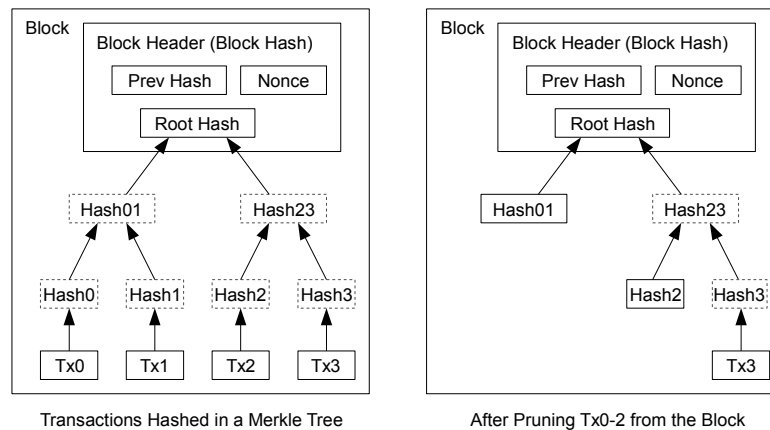 Block
Block Header (Block Hash)
Prev Hash
Nonce
Root Hash
Hash01
Hash23
Hash0
Hash1
Hash2
Hash3
Tx0
Tx1
Tx2
Tx3
Transactions Hashed in a Merkle Tree
Block
Block Header (Block Hash)
Prev Hash
Nonce
Root Hash
Hash01
Hash23
Hash2
Hash3
Tx3
After Pruning Tx0-2 from the Block